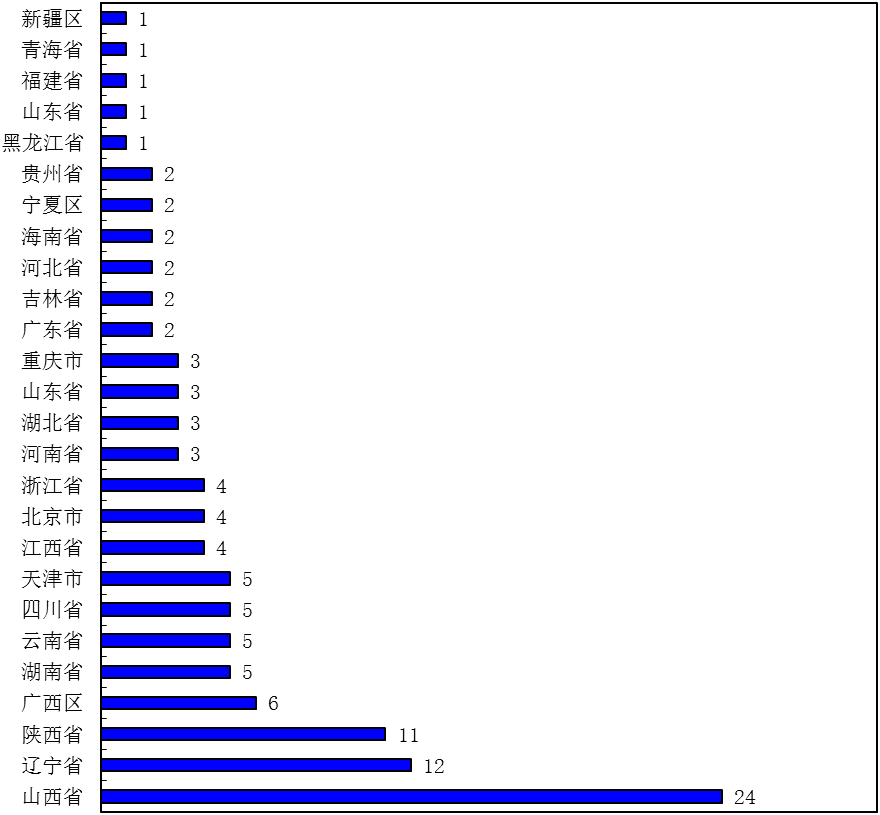 新疆区 1
青海省 1
福建省 1
山东省 1
黑龙江省 1
贵州省 2
宁夏区 2
海南省 2
河北省 2
吉林省 2
广东省 2
重庆市 3
山东省 3
湖北省 3
河南省 3
浙江省 4
北京市 4
江西省 4
天津市 5
四川省 5
云南省 5
湖南省 5
广西区 6
陕西省 11
辽宁省 12
山西省 24